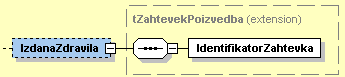 tZahtevekPoizvedba (extension)
IzdanaZdravila
IdentifikatorZahtevka